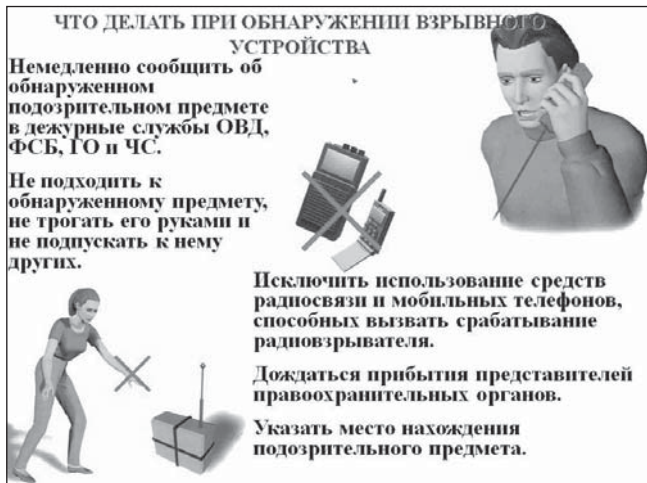 ЧТО ДЕЛАТЬ ПРИ ОБНАРУЖЕНИИ ВЗРЫВНОГО
УСТРОЙСТВА
Немедленно сообщить об
обнаруженном
подозрительном предмете
в дежурные службы ОВД,
ФСБ, ГО и ЧС.
Не подходить к
обнаруженному предмету,
не трогать его руками и
не подпускать к нему
других.
Исключить использование средств
радиосвязи и мобильных телефонов,
способных вызвать срабатывание
радиовзрывателя.
Дождаться прибытия представителей
правоохранительных органов.
Указать место нахождения
подозрительного предмета.